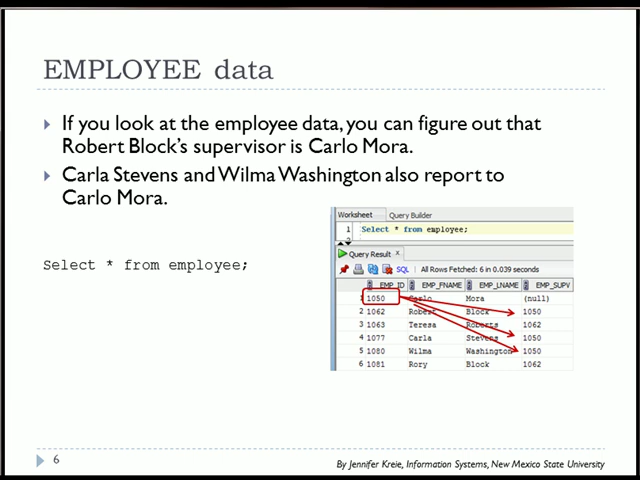 EMPLOYEE data
If you look at the employee data, you can figure out that
Robert Block's supervisor is Carlo Mora.
Carla Stevens and Wilma Washington also report to
Carlo Mora.
Select * from employee;
Worksheet Query Builder
1 Select * from employee;
2
Query Result x
SQL | All Rows Fetched: 6 in 0.039 seconds
EMP_ID EMP_FNAME EMP_LNAME EMP_SUPV
1 1050 Carlo Mora (null)
2 1062 Robert Block 1050
3 1063 Teresa Roberts 1062
4 1077 Carla Stevens 1050
5 1080 Wilma Washington 1050
6 1081 Rory Block 1062
6
By Jennifer Kreie, Information Systems, New Mexico State University